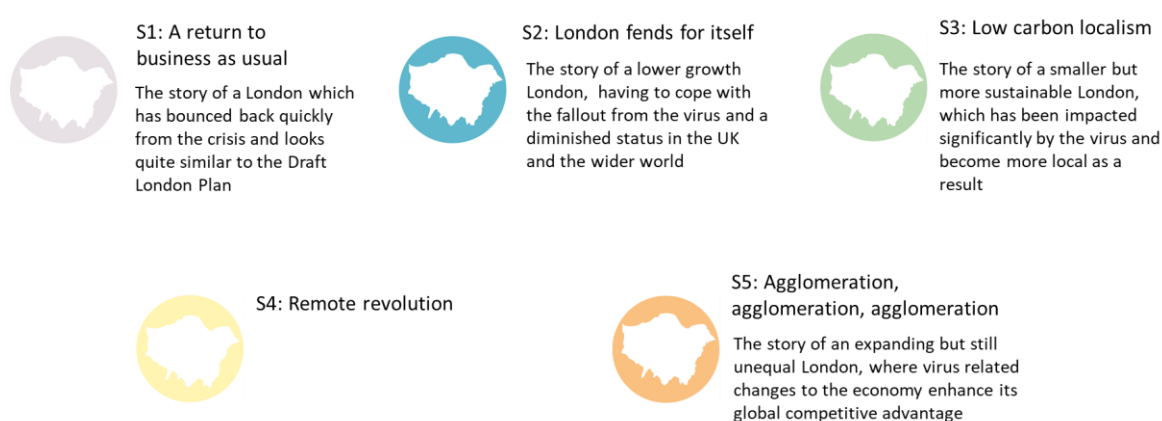 S1: A return to
business as usual
The story of a London which
has bounced back quickly
from the crisis and looks
quite similar to the Draft
London Plan
S2: London fends for itself
The story of a lower growth
London, having to cope with
the fallout from the virus and a
diminished status in the UK
and the wider world
S3: Low carbon localism
The story of a smaller but
more sustainable London,
which has been impacted
significantly by the virus and
become more local as a
result
S4: Remote revolution
S5: Agglomeration,
agglomeration, agglomeration
The story of an expanding but still
unequal London, where virus related
changes to the economy enhance its
global competitive advantage